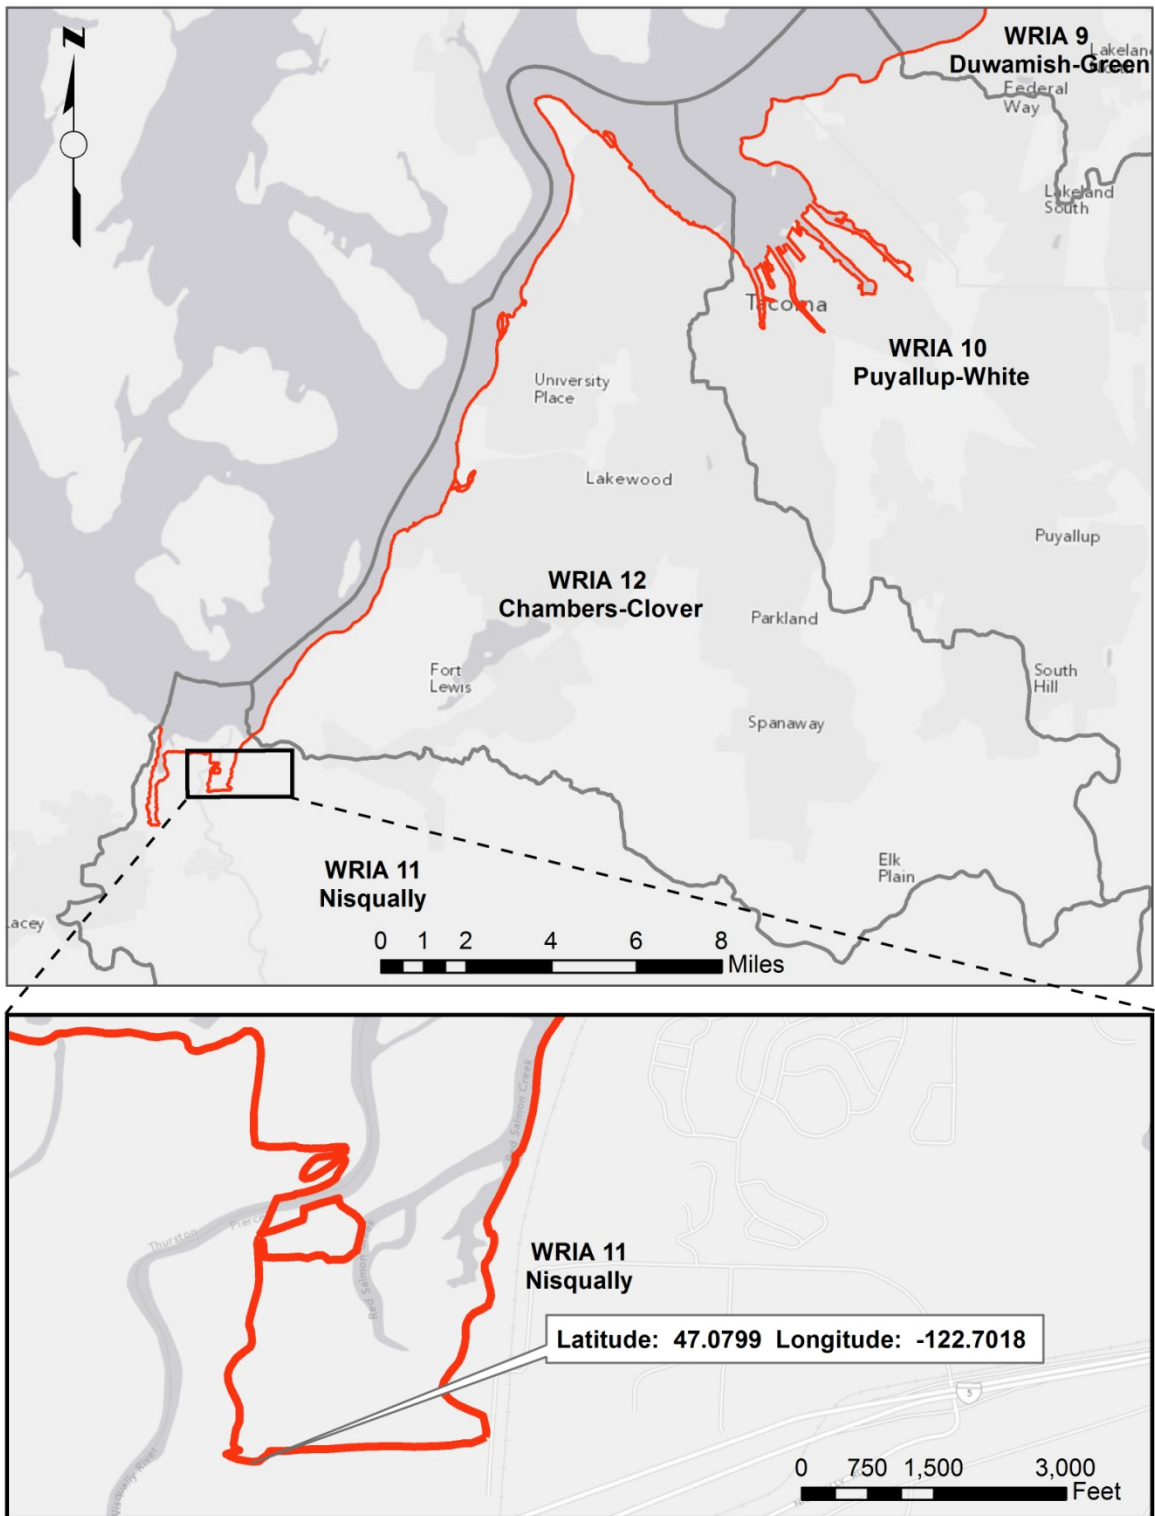 N
WRIA 9
Duwamish-Green
Federal
Way
Lakeland
South
Tacoma
WRIA 10
Puyallup-White
University
Place
Lakewood
Puyallup
WRIA 12
Chambers-Clover
Parkland
Fort
Lewis
South
Hill
Spanaway
Elk
Plain
WRIA 11
Nisqually
Lacey
0 1 2 4 6 8
Miles
Red Salmon Creek
Thurston
Pierce
Red Salmon Creek
WRIA 11
Nisqually
Latitude: 47.0799 Longitude: -122.7018
5
Nisqually River
0 750 1,500 3,000
Feet